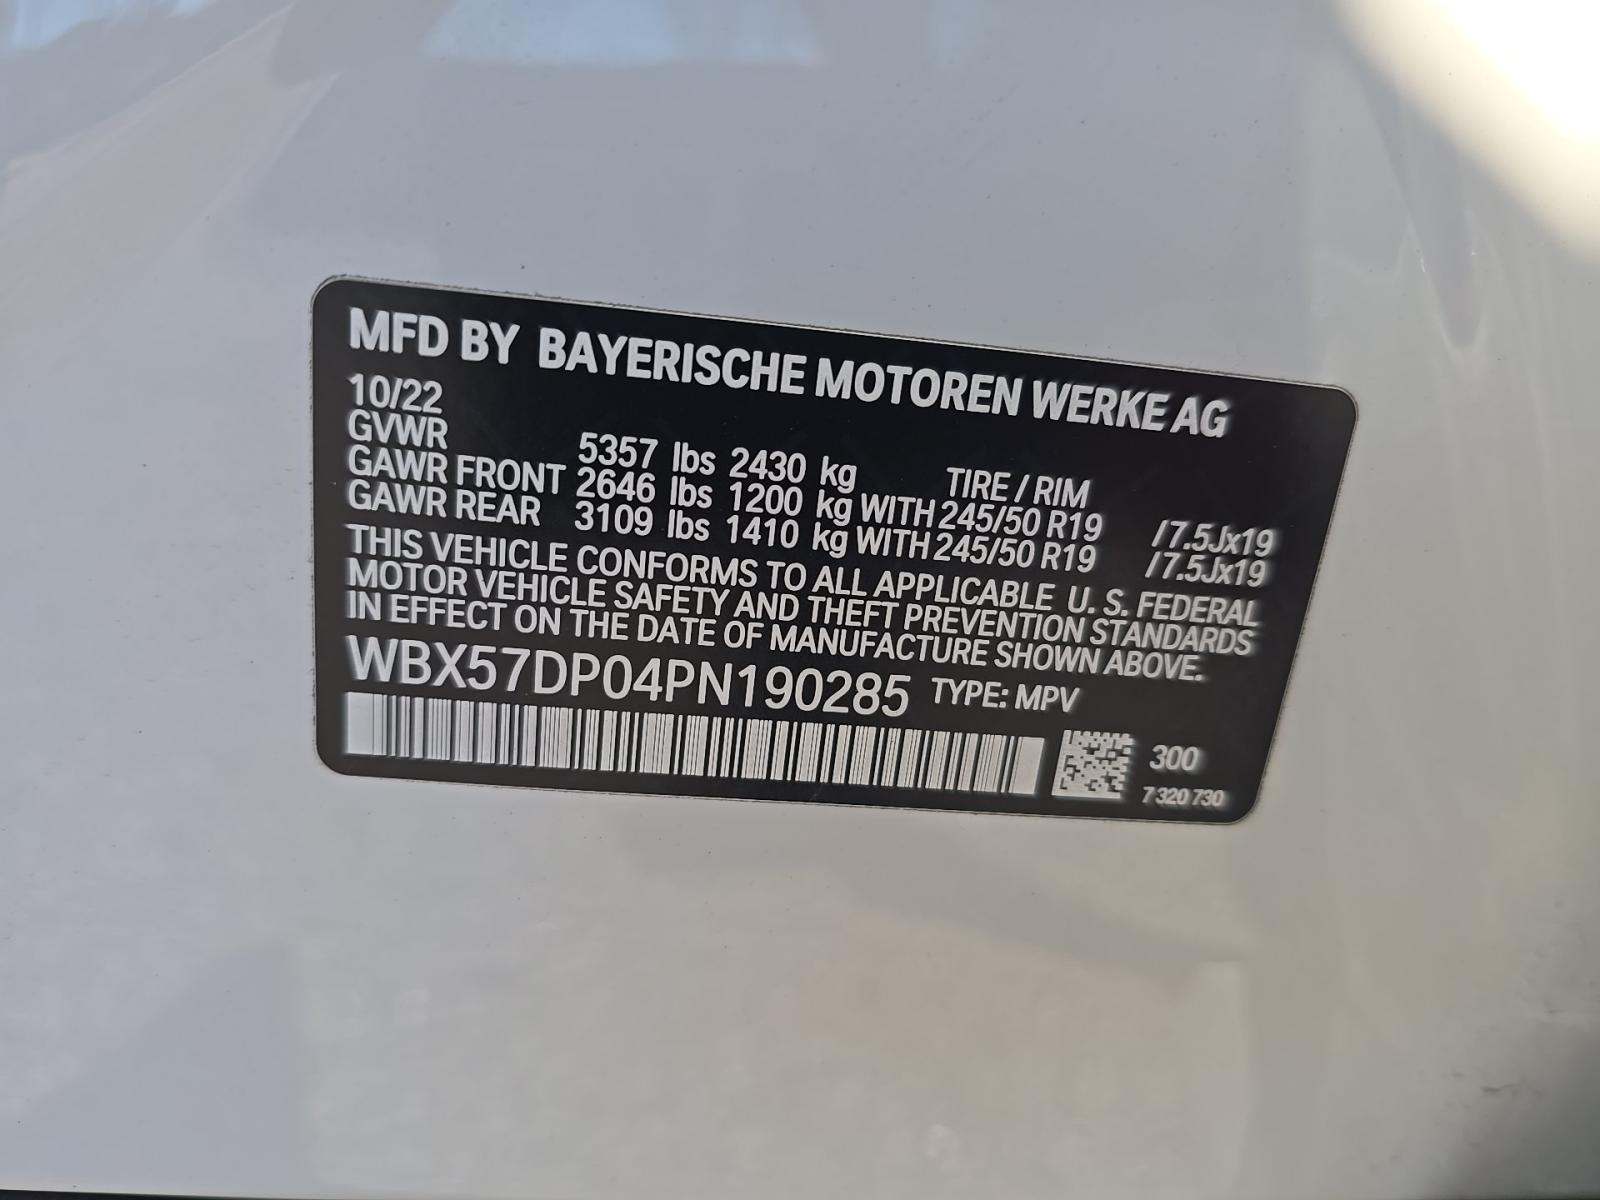 MFD BY BAYERISCHE MOTOREN WERKE AG
10/22
GVWR 5357 lbs 2430 kg TIRE / RIM
GAWR FRONT 2646 lbs 1200 kg WITH 245/50 R19 /7.5Jx19
GAWR REAR 3109 lbs 1410 kg WITH 245/50 R19 /7.5Jx19
THIS VEHICLE CONFORMS TO ALL APPLICABLE U. S. FEDERAL
MOTOR VEHICLE SAFETY AND THEFT PREVENTION STANDARDS
IN EFFECT ON THE DATE OF MANUFACTURE SHOWN ABOVE.
WBX57DP04PN190285 TYPE: MPV
300
7 320 730